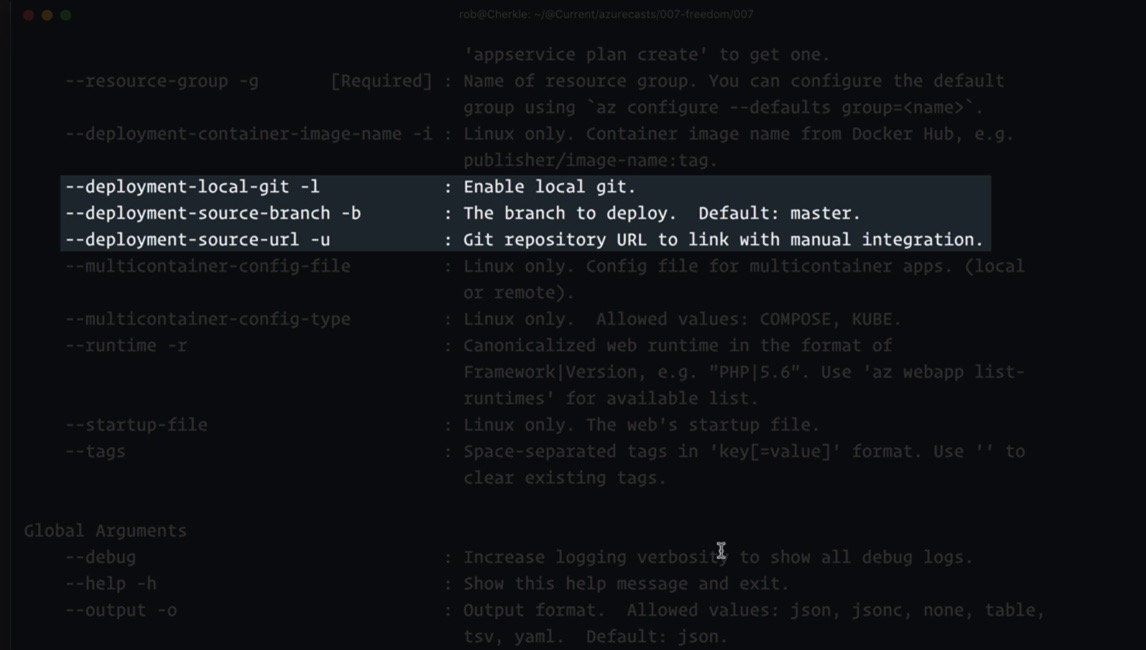 rob@Cherkle: ~/@Current/azurecasts/007-freedom/007
'appservice plan create' to get one.
--resource-group -g [Required] : Name of resource group. You can configure the default
group using `az configure --defaults group=<name>`.
--deployment-container-image-name -i : Linux only. Container image name from Docker Hub, e.g.
publisher/image-name:tag.
--deployment-local-git -l : Enable local git.
--deployment-source-branch -b : The branch to deploy. Default: master.
--deployment-source-url -u : Git repository URL to link with manual integration.
--multicontainer-config-file : Linux only. Config file for multicontainer apps. (local
or remote).
--multicontainer-config-type : Linux only. Allowed values: COMPOSE, KUBE.
--runtime -r : Canonicalized web runtime in the format of
Framework|Version, e.g. "PHP|5.6". Use 'az webapp list-
runtimes' for available list.
--startup-file : Linux only. The web's startup file.
--tags : Space-separated tags in 'key[=value]' format. Use '' to
clear existing tags.
Global Arguments
--debug : Increase logging verbosity to show all debug logs.
--help -h : Show this help message and exit.
--output -o : Output format. Allowed values: json, jsonc, none, table,
tsv, yaml. Default: json.